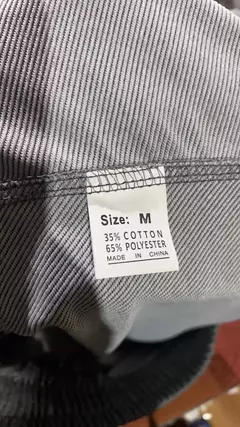 Size: M
35% COTTON
65% POLYESTER
MADE IN CHINA